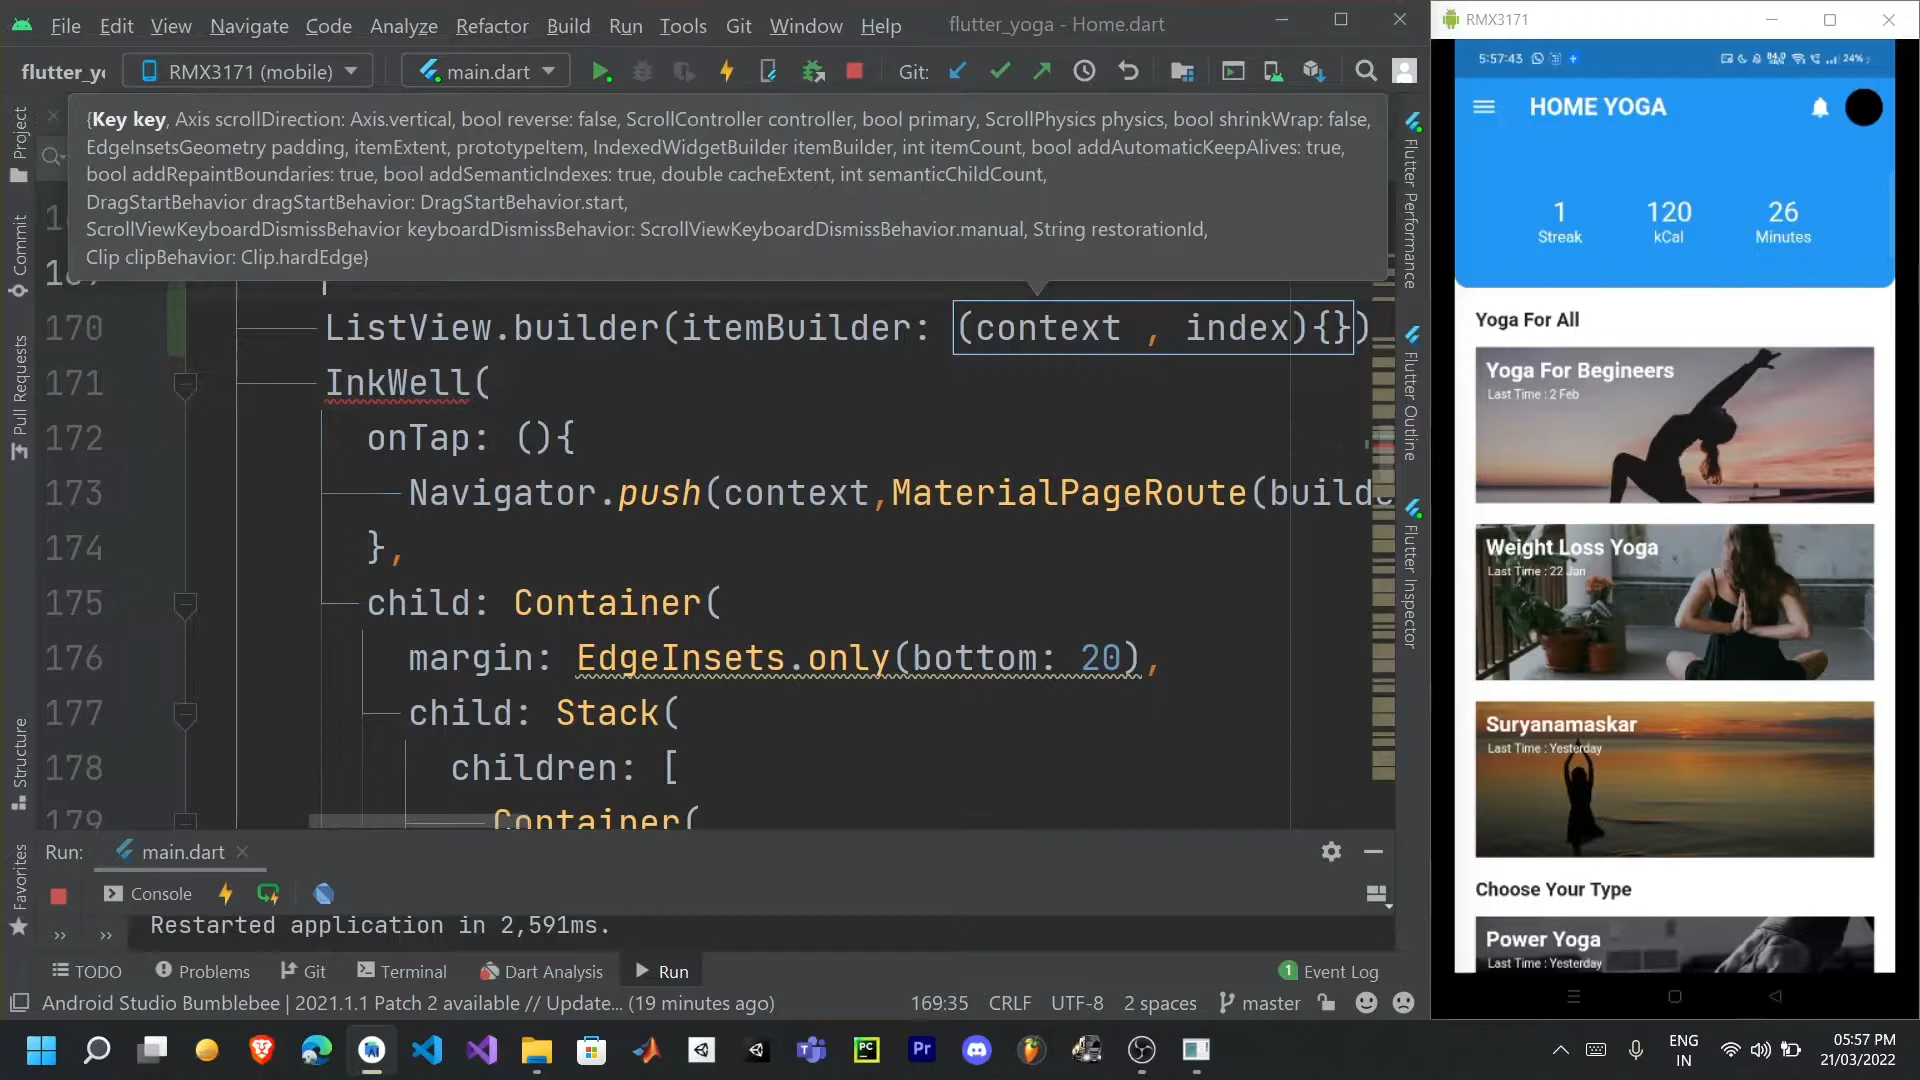 File Edit View Navigate Code Analyze Refactor Build Run Tools Git Window Help flutter_yoga - Home.dart
RMX3171
flutter_yo RMX3171 (mobile) main.dart Git:
{Key key, Axis scrollDirection: Axis.vertical, bool reverse: false, ScrollController controller, bool primary, ScrollPhysics physics, bool shrinkWrap: false,
EdgeInsetsGeometry padding, itemExtent, prototypeItem, IndexedWidgetBuilder itemBuilder, int itemCount, bool addAutomaticKeepAlives: true,
bool addRepaintBoundaries: true, bool addSemanticIndexes: true, double cacheExtent, int semanticChildCount,
DragStartBehavior dragStartBehavior: DragStartBehavior.start,
ScrollViewKeyboardDismissBehavior keyboardDismissBehavior: ScrollViewKeyboardDismissBehavior.manual, String restorationId,
Clip clipBehavior: Clip.hardEdge}
170 ListView.builder(itemBuilder: (context , index){})
171 InkWell(
172 onTap: (){
173 Navigator.push(context,MaterialPageRoute(builde
174 },
175 child: Container(
176 margin: EdgeInsets.only(bottom: 20),
177 child: Stack(
178 children: [
179 Container(
Project
Commit
Pull Requests
Structure
Favorites
Flutter Performance
Flutter Outline
Flutter Inspector
Run: main.dart
Console
Restarted application in 2,591ms.
TODO Problems Git Terminal Dart Analysis Run 1 Event Log
Android Studio Bumblebee | 2021.1.1 Patch 2 available // Update... (19 minutes ago) 169:35 CRLF UTF-8 2 spaces master
5:57:43 24%
HOME YOGA
1 120 26
Streak kCal Minutes
Yoga For All
Yoga For Begineers
Last Time : 2 Feb
Weight Loss Yoga
Last Time : 22 Jan
Suryanamaskar
Last Time : Yesterday
Choose Your Type
Power Yoga
Last Time : Yesterday
PC
Pr
ENG
IN
05:57 PM
21/03/2022